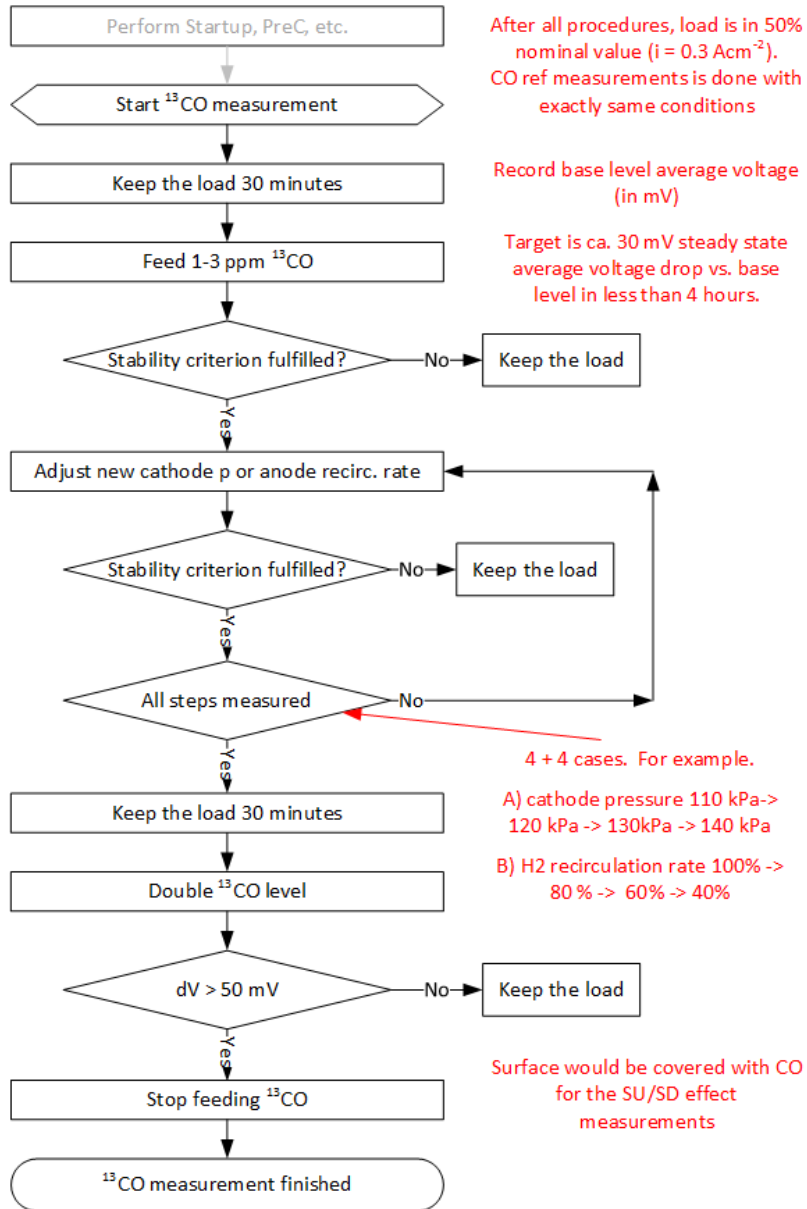 Perform Startup, PreC, etc.
After all procedures, load is in 50%
nominal value (i = 0.3 Acm⁻²).
CO ref measurements is done with
exactly same conditions
Start ¹³CO measurement
Keep the load 30 minutes
Record base level average voltage
(in mV)
Feed 1-3 ppm ¹³CO
Target is ca. 30 mV steady state
average voltage drop vs. base
level in less than 4 hours.
Stability criterion fulfilled?
No
Keep the load
Yes
Adjust new cathode p or anode recirc. rate
Stability criterion fulfilled?
No
Keep the load
Yes
All steps measured
No
Yes
4 + 4 cases. For example.
A) cathode pressure 110 kPa->
120 kPa -> 130kPa -> 140 kPa
B) H2 recirculation rate 100% ->
80 % -> 60% -> 40%
Keep the load 30 minutes
Double ¹³CO level
dV > 50 mV
No
Keep the load
Yes
Stop feeding ¹³CO
Surface would be covered with CO
for the SU/SD effect
measurements
¹³CO measurement finished